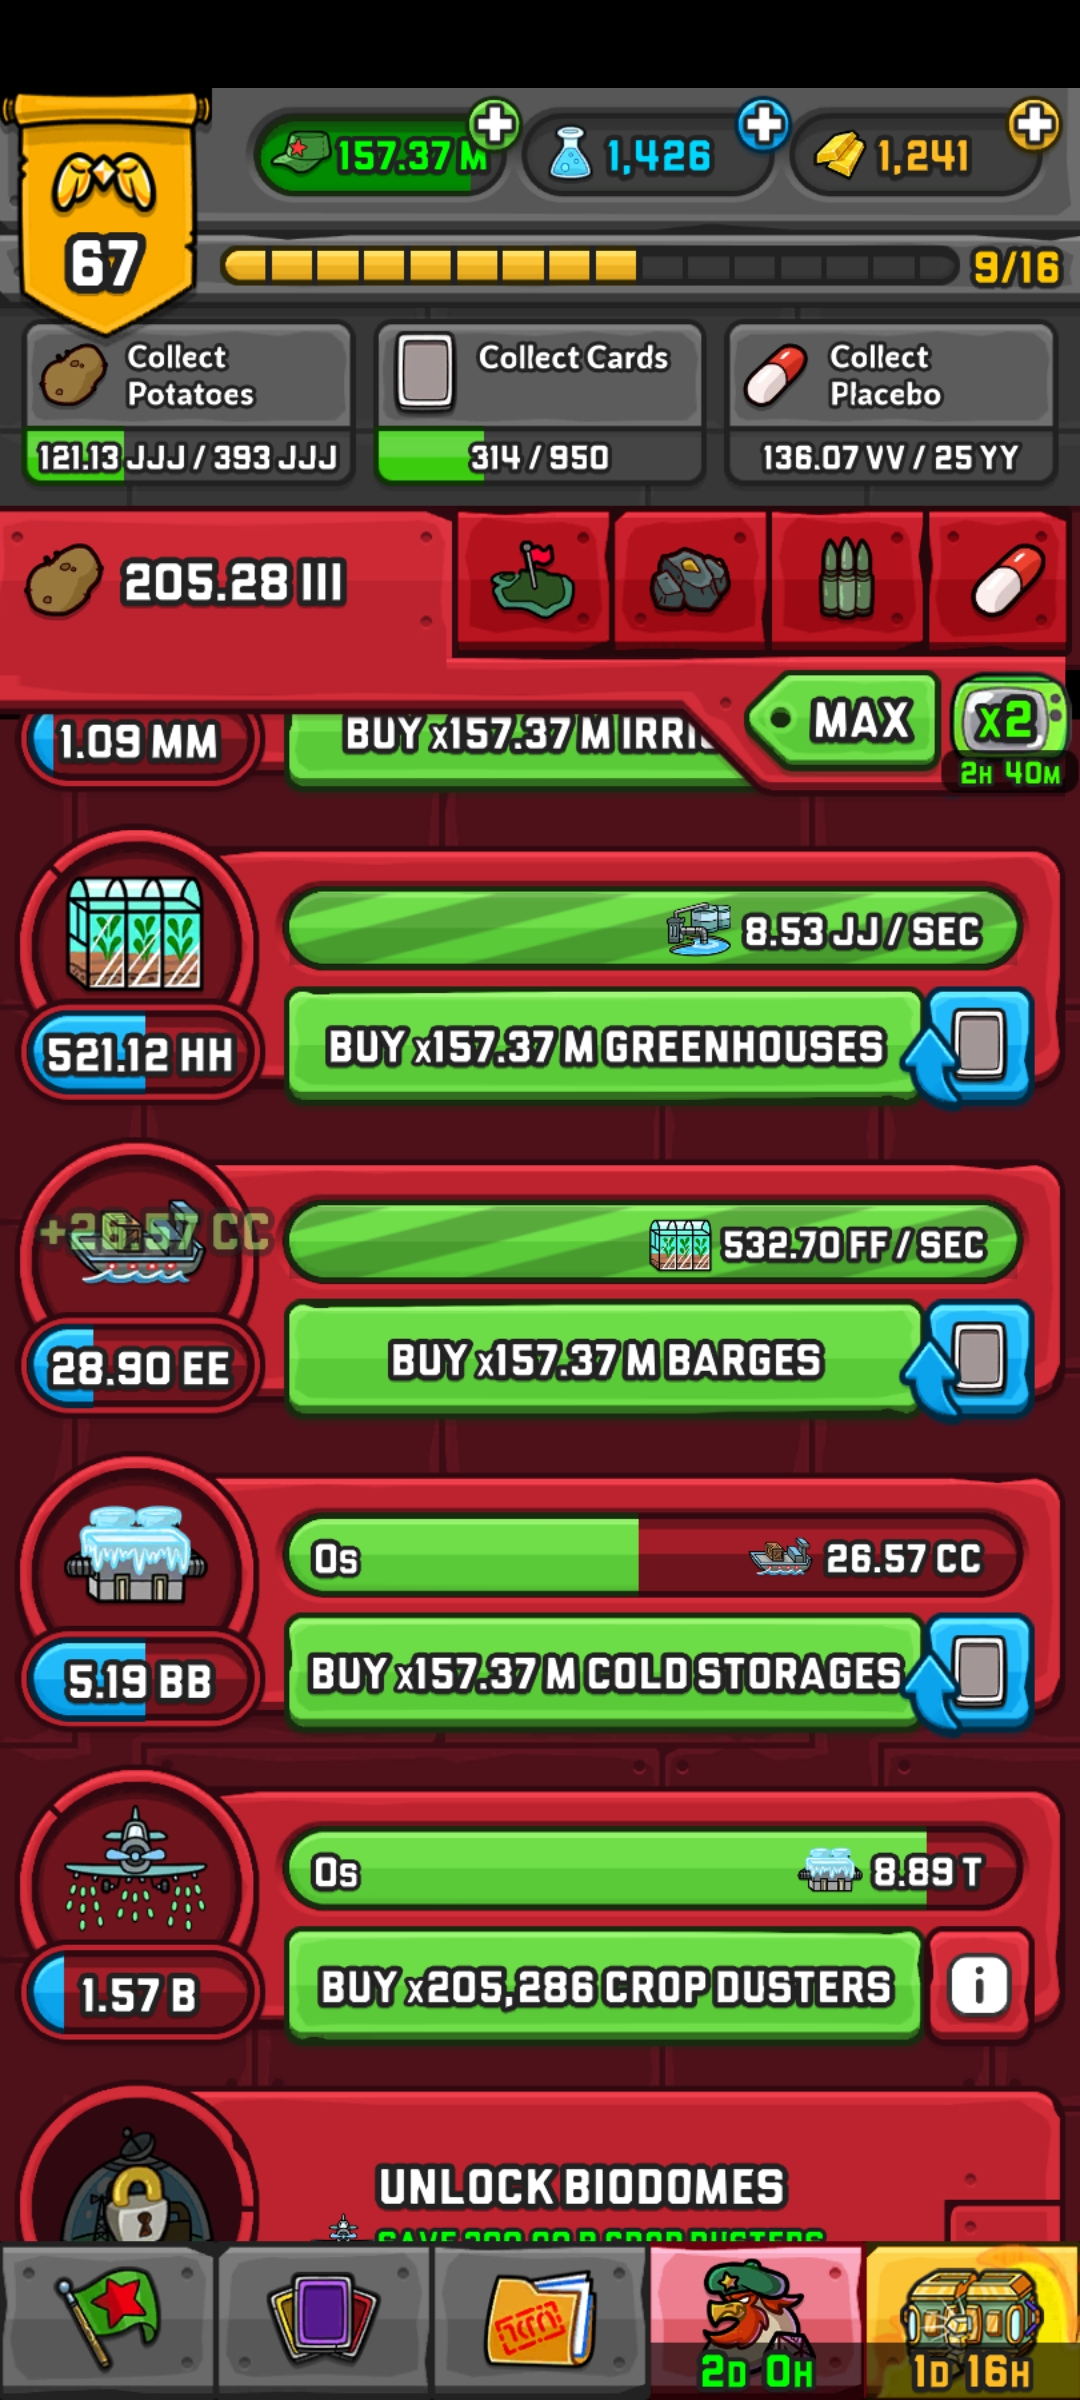 157.37 M
1,426
1,241
67
9/16
Collect
Potatoes
121.13 JJJ / 393 JJJ
Collect Cards
314 / 950
Collect
Placebo
136.07 VV / 25 YY
205.28 III
MAX
x2
2H 40M
1.09 MM
BUY x157.37 M
8.53 JJ / SEC
521.12 HH
BUY x157.37 M GREENHOUSES
+26.57 CC
532.70 FF / SEC
28.90 EE
BUY x157.37 M BARGES
0s
26.57 CC
5.19 BB
BUY x157.37 M COLD STORAGES
0s
8.89 T
1.57 B
BUY x205,286 CROP DUSTERS
i
UNLOCK BIODOMES
CROP DUSTERS
2D 0H
1D 16H